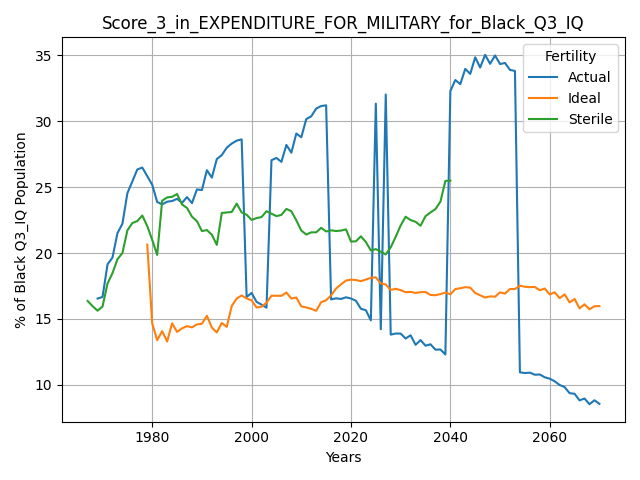 Score_3_in_EXPENDITURE_FOR_MILITARY_for_Black_Q3_IQ
Fertility
Actual
Ideal
Sterile
% of Black Q3_IQ Population
35
30
25
20
15
10
1980
2000
2020
2040
2060
Years